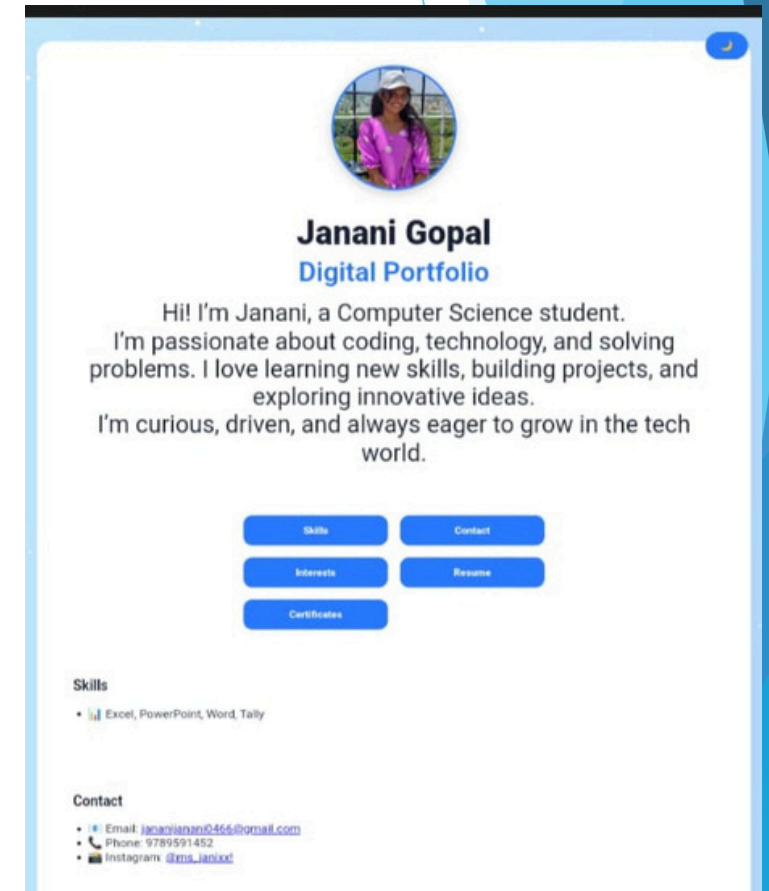 Janani Gopal
Digital Portfolio
Hi! I'm Janani, a Computer Science student.
I'm passionate about coding, technology, and solving
problems. I love learning new skills, building projects, and
exploring innovative ideas.
I'm curious, driven, and always eager to grow in the tech
world.
Skills Contact
Interests Resume
Certificates
Skills
• 📊 Excel, PowerPoint, Word, Tally
Contact
• 📧 Email: jananijanani0466@gmail.com
• 📞 Phone: 9789591452
• 📸 Instagram: @ms_janixx!